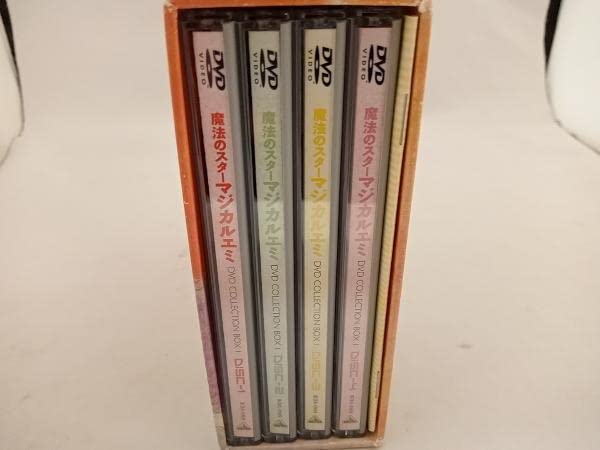 DVD VIDEO 魔法のスターマジカルエミ DVD COLLECTION BOX 1 DISC-1
DVD VIDEO 魔法のスターマジカルエミ DVD COLLECTION BOX 1 DISC-2
DVD VIDEO 魔法のスターマジカルエミ DVD COLLECTION BOX 1 DISC-3
DVD VIDEO 魔法のスターマジカルエミ DVD COLLECTION BOX 1 DISC-4